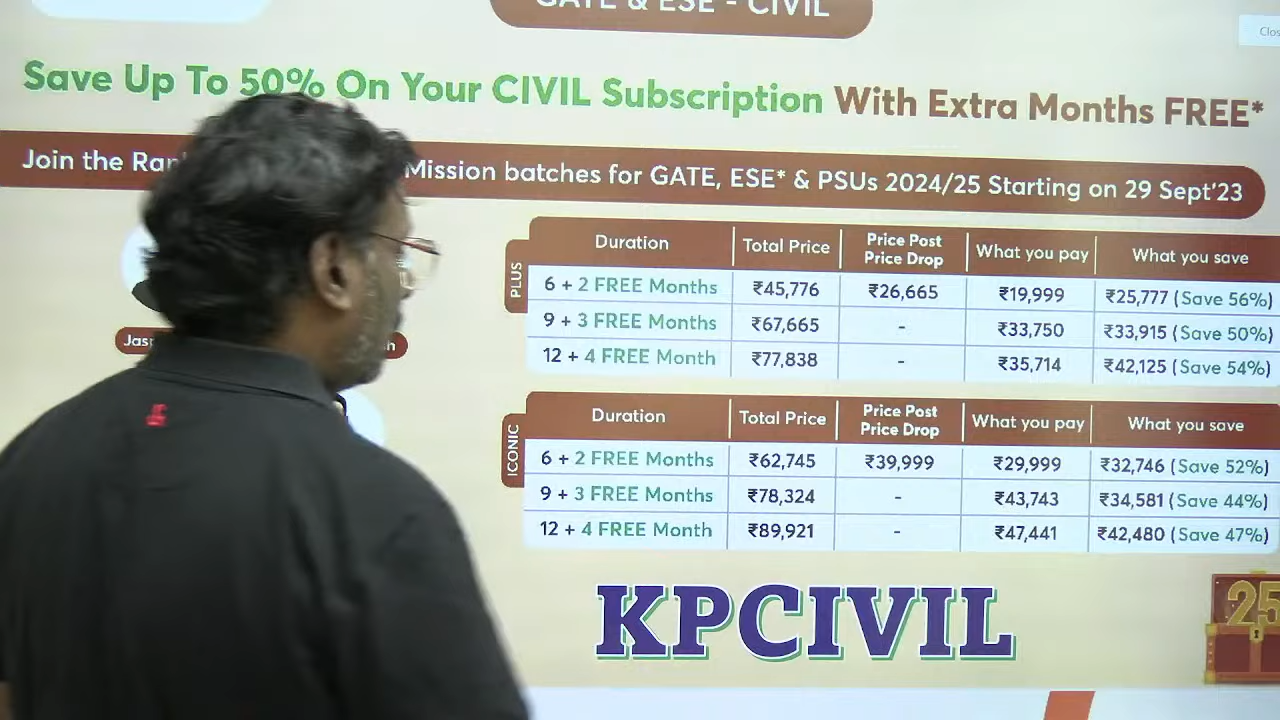 GATE & ESE - CIVIL
Clos
Save Up To 50% On Your CIVIL Subscription With Extra Months FREE*
Join the Ran Mission batches for GATE, ESE* & PSUs 2024/25 Starting on 29 Sept'23
Jas
n
PLUS
Duration Total Price Price Post Price Drop What you pay What you save
6 + 2 FREE Months ₹45,776 ₹26,665 ₹19,999 ₹25,777 (Save 56%)
9 + 3 FREE Months ₹67,665 - ₹33,750 ₹33,915 (Save 50%)
12 + 4 FREE Month ₹77,838 - ₹35,714 ₹42,125 (Save 54%)
ICONIC
Duration Total Price Price Post Price Drop What you pay What you save
6 + 2 FREE Months ₹62,745 ₹39,999 ₹29,999 ₹32,746 (Save 52%)
9 + 3 FREE Months ₹78,324 - ₹43,743 ₹34,581 (Save 44%)
12 + 4 FREE Month ₹89,921 - ₹47,441 ₹42,480 (Save 47%)
KPCIVIL
25